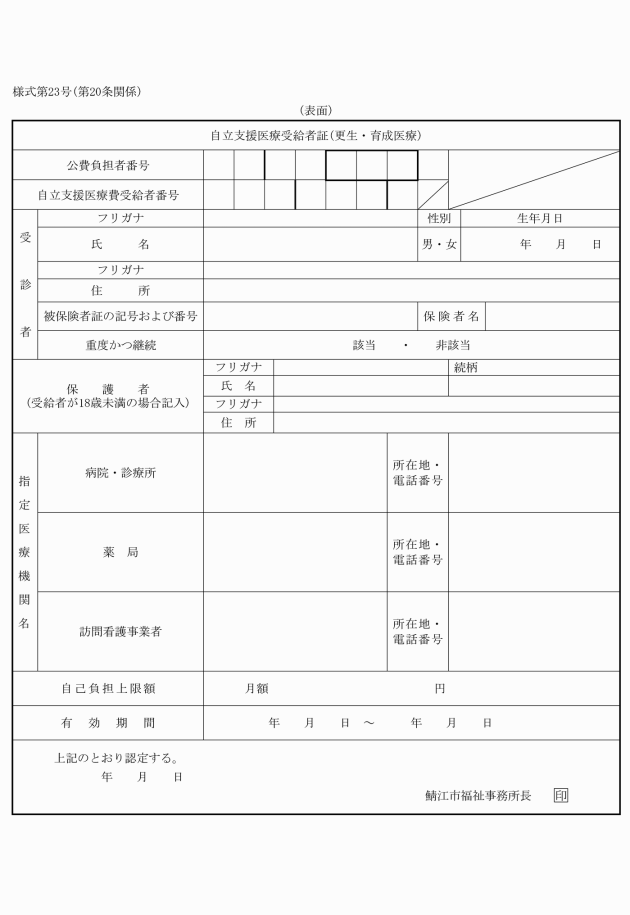 様式第23号(第20条関係)
(表面)
自立支援医療受給者証(更生・育成医療)
公費負担者番号
自立支援医療費受給者番号
受診者
フリガナ
性別
生年月日
氏　名
男・女
年　月　日
フリガナ
住　所
被保険者証の記号および番号
保険者名
重度かつ継続
該当　・　非該当
保　護　者
(受給者が18歳未満の場合記入)
フリガナ
続柄
氏　名
フリガナ
住　所
指定医療機関名
病院・診療所
所在地・
電話番号
薬　局
所在地・
電話番号
訪問看護事業者
所在地・
電話番号
自己負担上限額
月額　円
有効期間
年　月　日　～　年　月　日
上記のとおり認定する。
年　月　日
鯖江市福祉事務所長　印